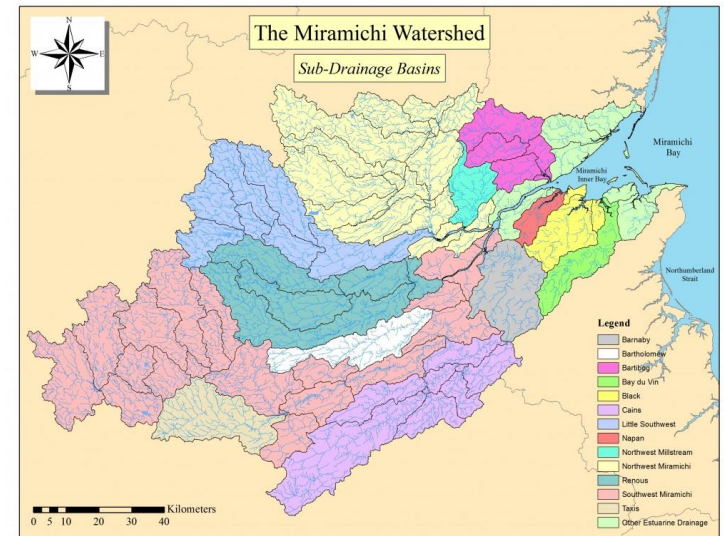 The Miramichi Watershed
Sub-Drainage Basins
N
W E
S
Miramichi
Bay
Miramichi
Inner Bay
Northumberland
Strait
Legend
Barnaby
Bartholomew
Bartibog
Bay du Vin
Black
Cains
Little Southwest
Napan
Northwest Millstream
Northwest Miramichi
Renous
Southwest Miramichi
Taxis
Other Estuarine Drainage
Kilometers
0 5 10 20 30 40